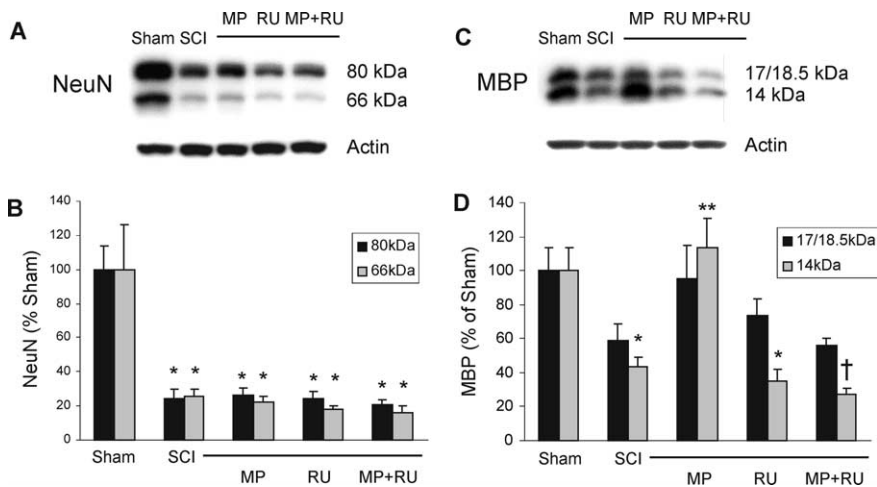 A
MP RU MP+RU
Sham SCI
NeuN
80 kDa
66 kDa
Actin
B
NeuN (% Sham)
140
120
100
80
60
40
20
0
80kDa
66kDa
* * * * * * * *
Sham SCI
MP RU MP+RU
C
MP RU MP+RU
Sham SCI
MBP
17/18.5 kDa
14 kDa
Actin
D
MBP (% of Sham)
140
120
100
80
60
40
20
0
17/18.5kDa
14kDa
* ** * †
Sham SCI
MP RU MP+RU